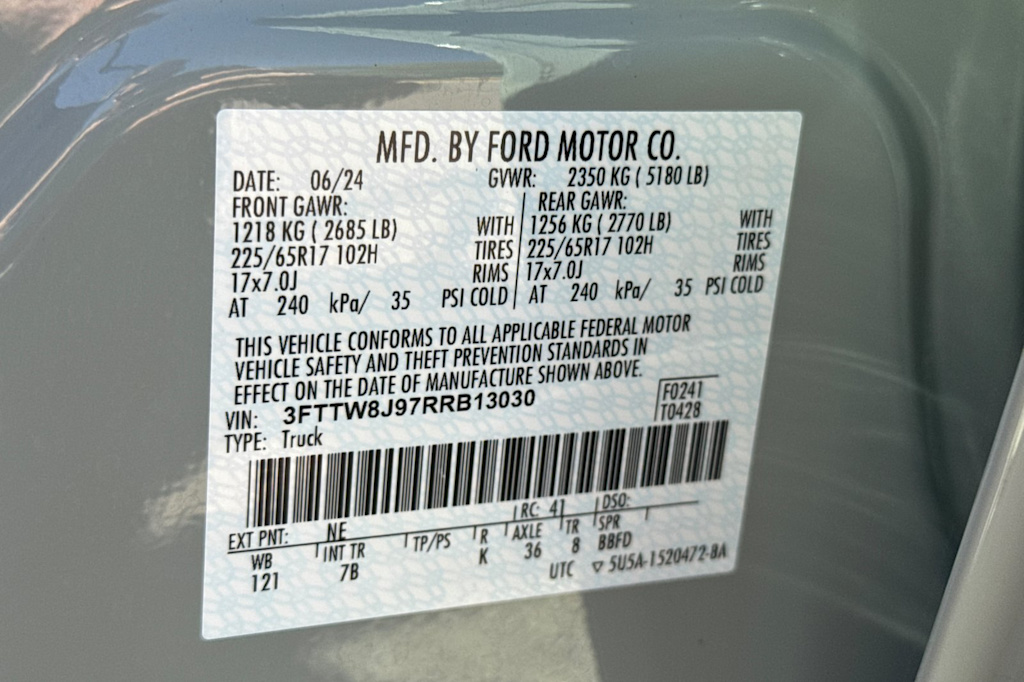 MFD. BY FORD MOTOR CO.
DATE: 06/24 GVWR: 2350 KG ( 5180 LB)
FRONT GAWR: REAR GAWR:
1218 KG ( 2685 LB) WITH 1256 KG ( 2770 LB) WITH
225/65R17 102H TIRES 225/65R17 102H TIRES
17x7.0J RIMS 17x7.0J RIMS
AT 240 kPa/ 35 PSI COLD AT 240 kPa/ 35 PSI COLD
THIS VEHICLE CONFORMS TO ALL APPLICABLE FEDERAL MOTOR
VEHICLE SAFETY AND THEFT PREVENTION STANDARDS IN
EFFECT ON THE DATE OF MANUFACTURE SHOWN ABOVE.
VIN: 3FTTW8J97RRB13030 F0241
TYPE: Truck T0428
EXT PNT: NE RC: 41 DSO:
WB INT TR TP/PS R AXLE TR SPR
121 7B K 36 8 BBFD
UTC ▽ 5U5A-1520472-BA